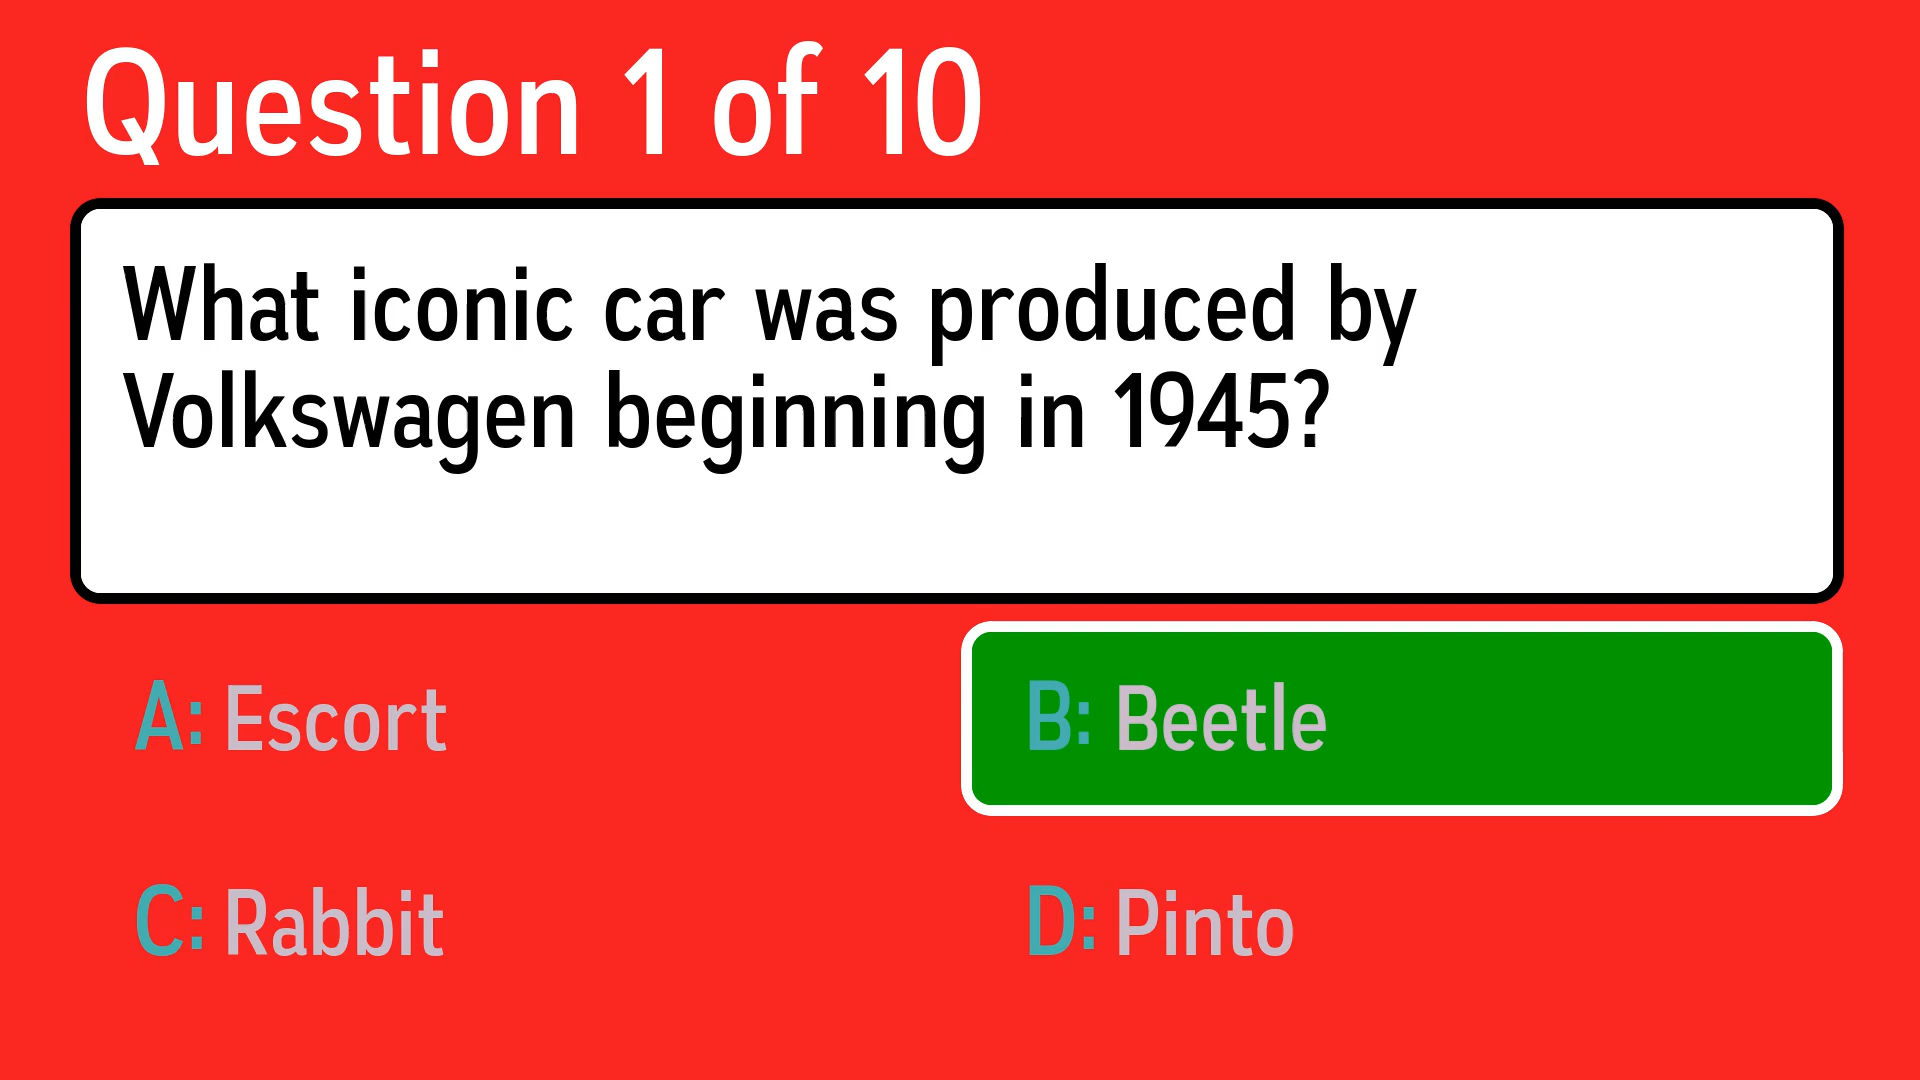 Question 1 of 10
What iconic car was produced by
Volkswagen beginning in 1945?
A: Escort
B: Beetle
C: Rabbit
D: Pinto